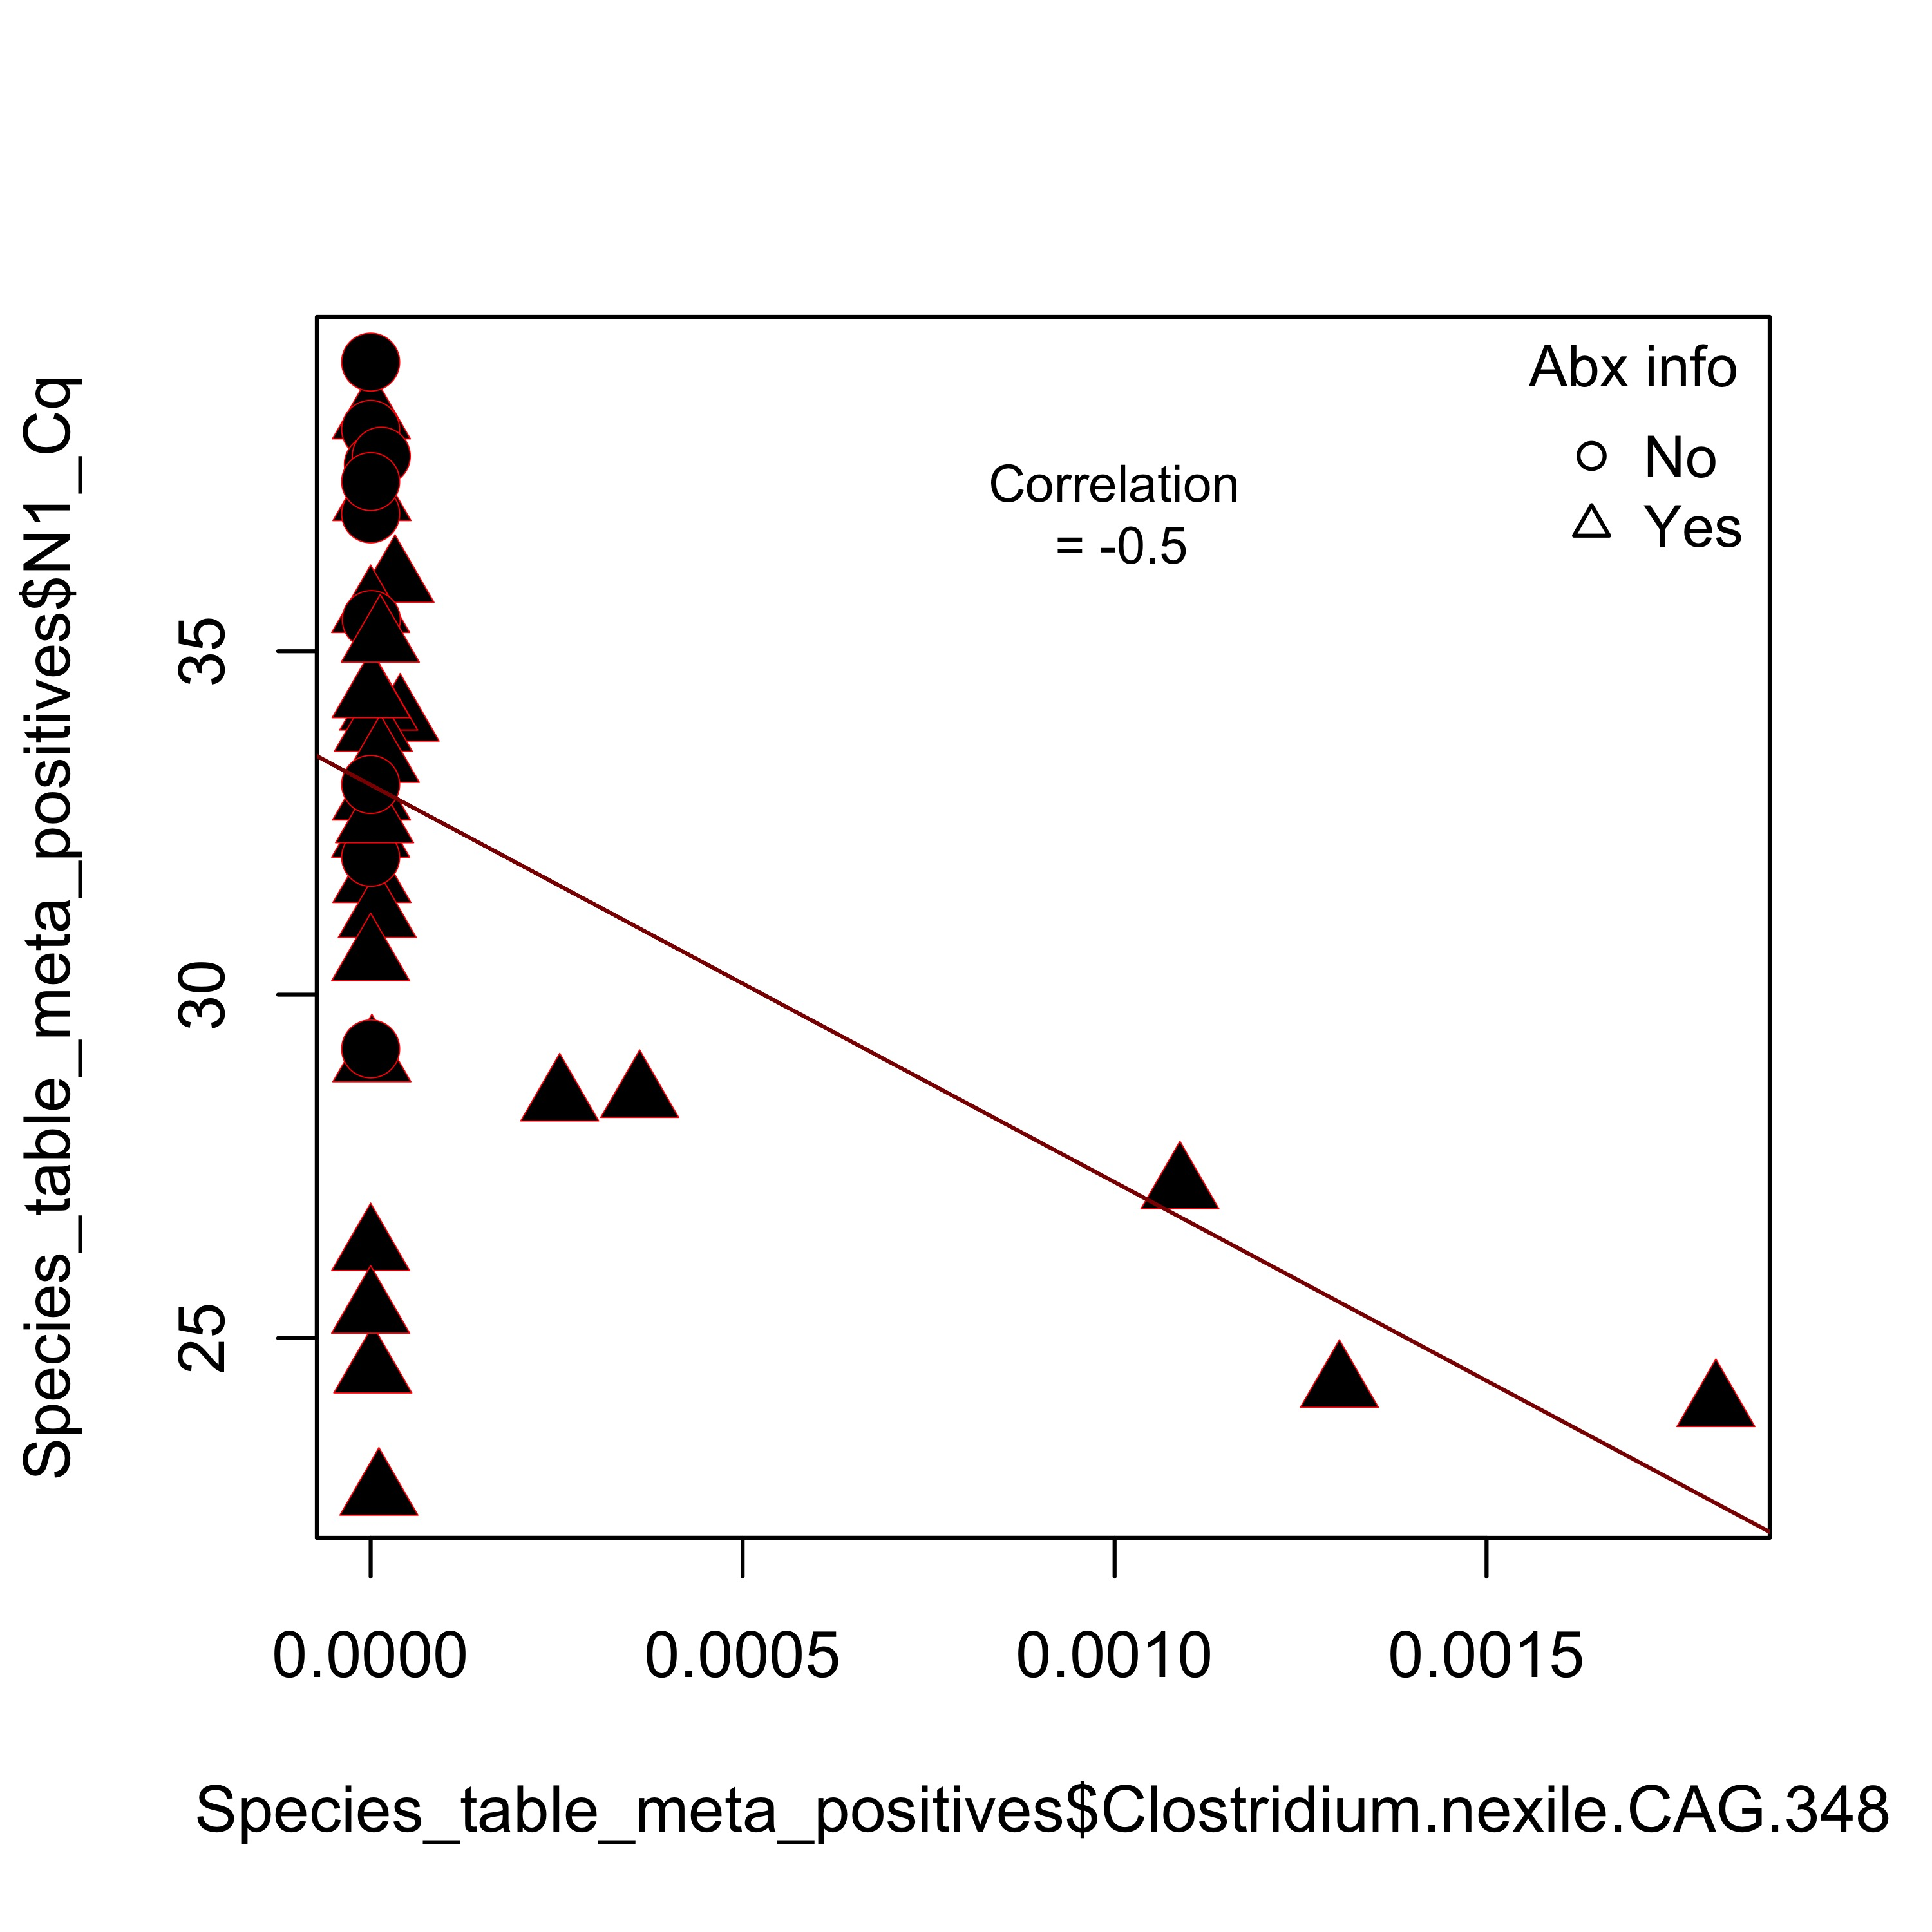 Abx info
No
Yes
Correlation
= -0.5
Species_table_meta_positives$N1_Cq
35
30
25
0.0000 0.0005 0.0010 0.0015
Species_table_meta_positives$Clostridium.nexile.CAG.348